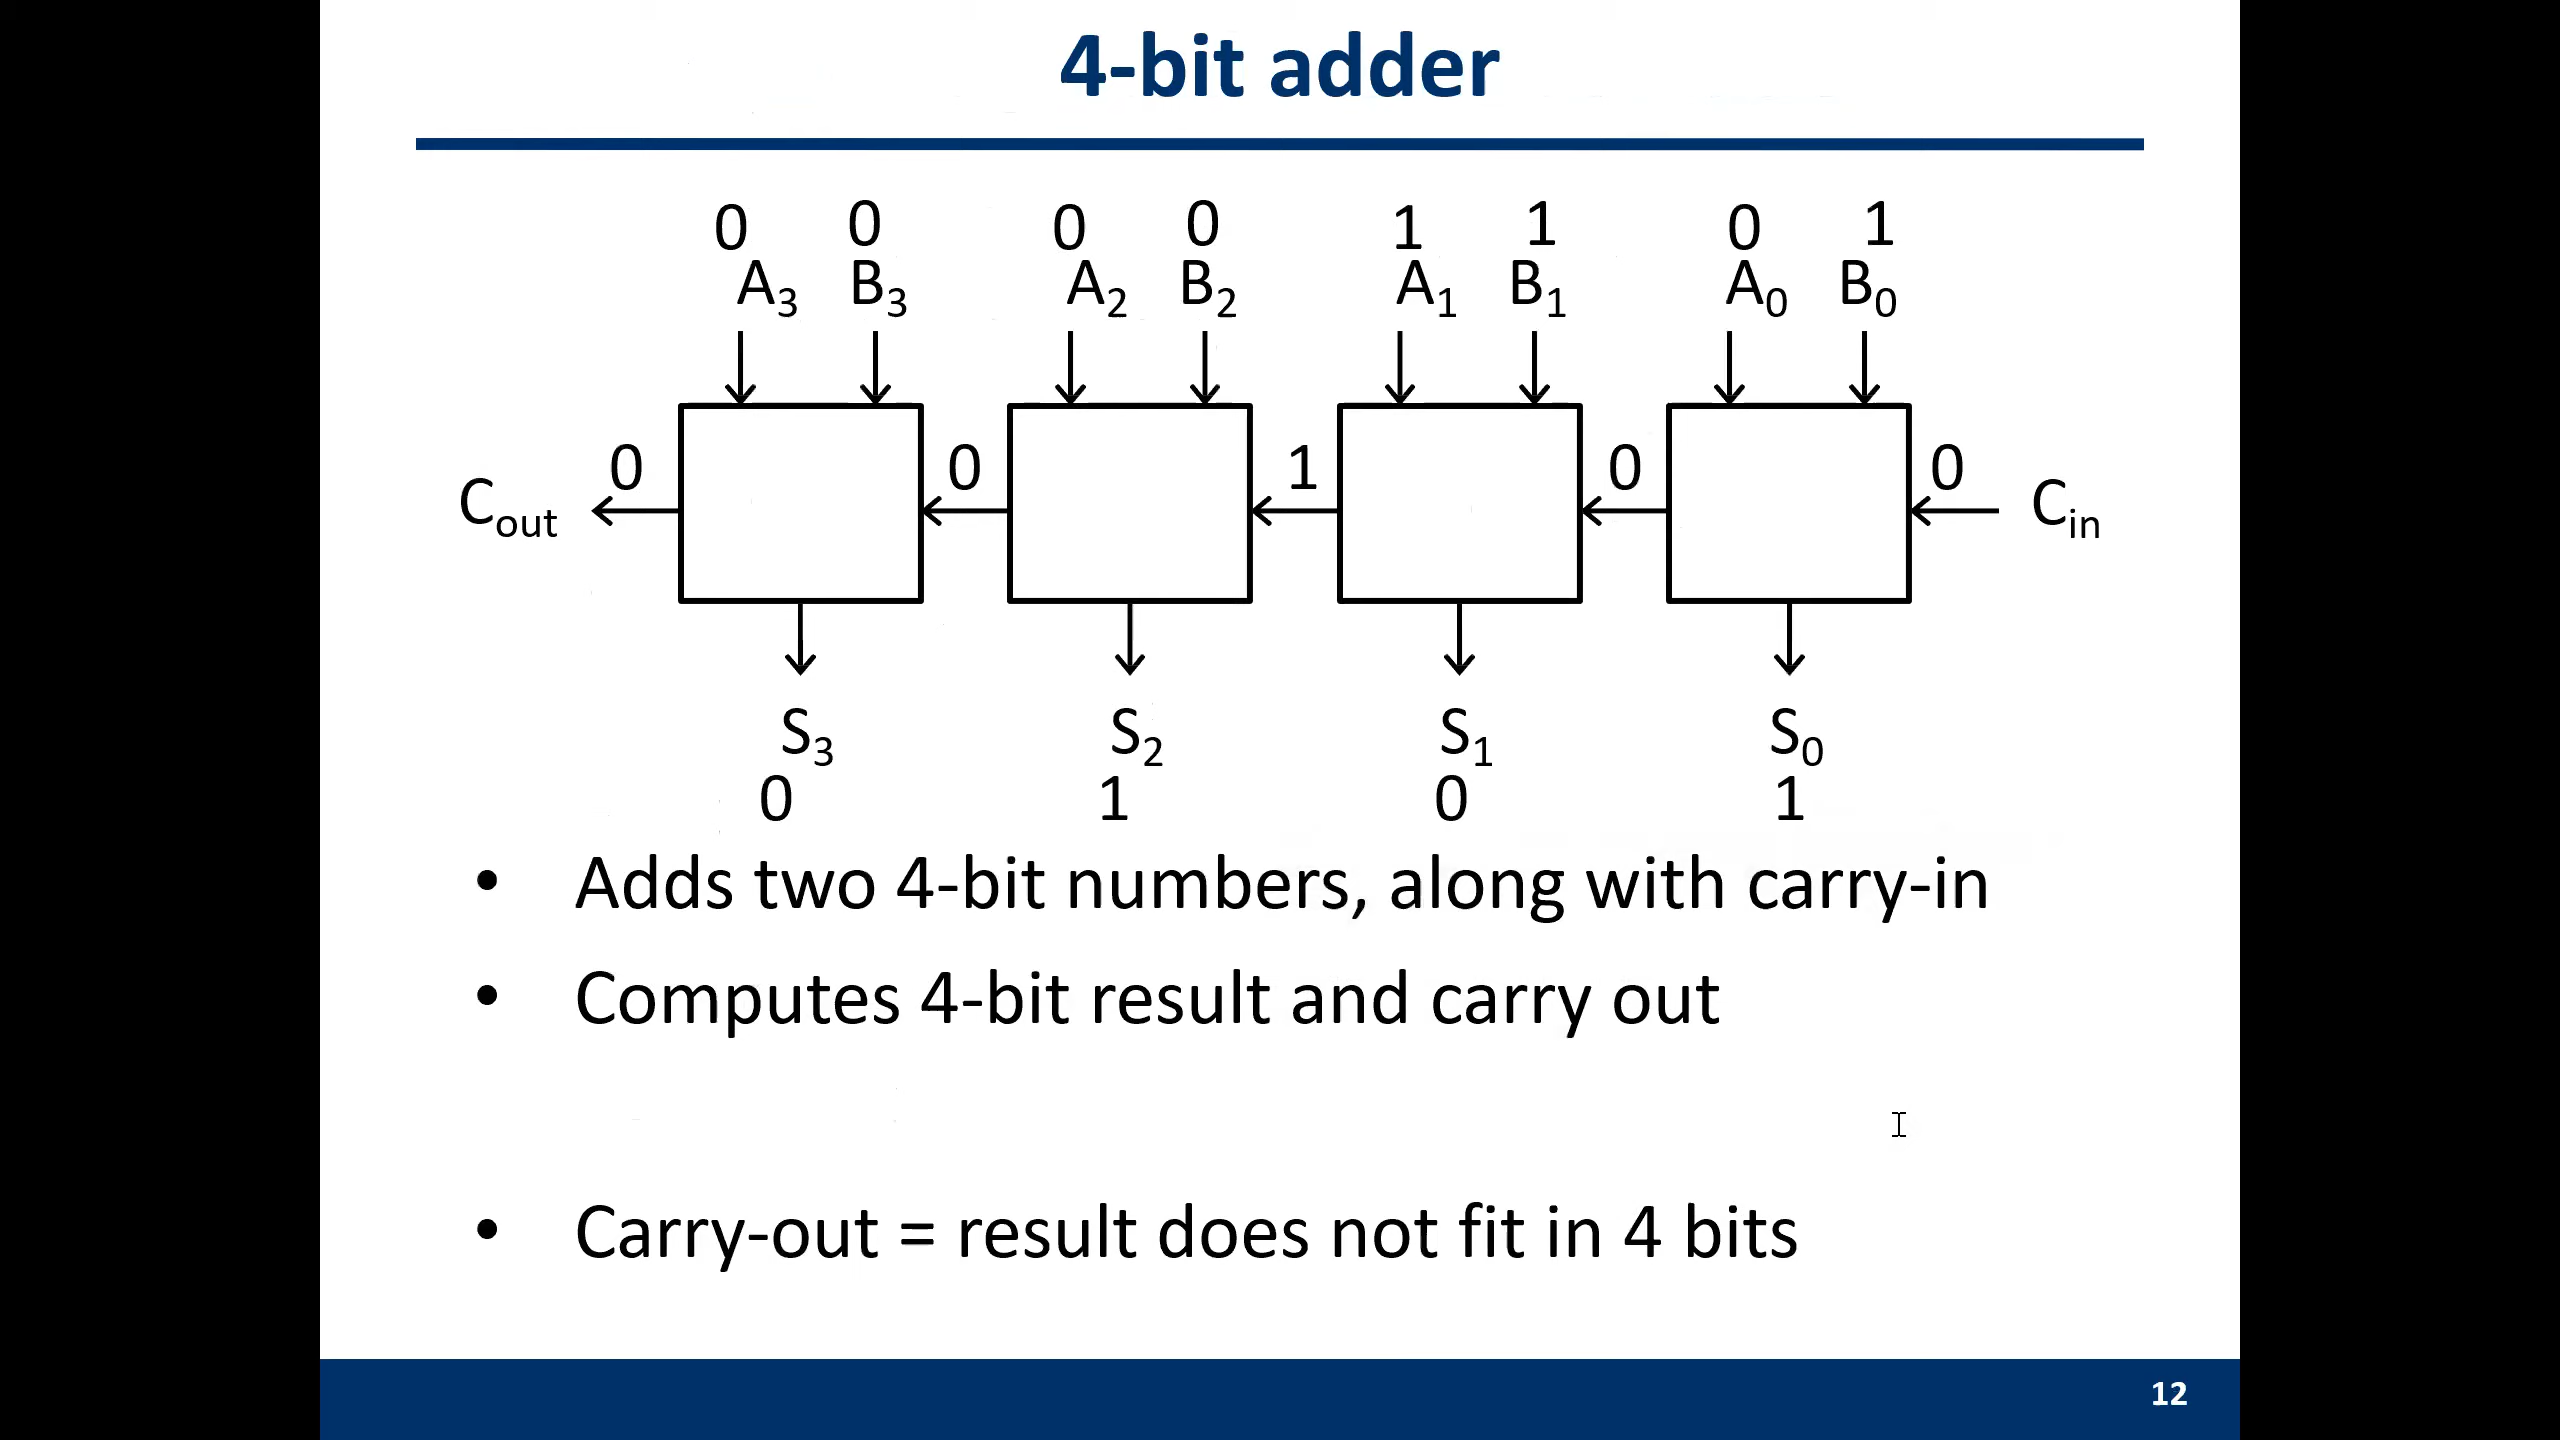 4-bit adder
0 0 0 0 1 1 0 1
A3 B3 A2 B2 A1 B1 A0 B0
0 0 1 0 0
Cout Cin
S3 S2 S1 S0
0 1 0 1
• Adds two 4-bit numbers, along with carry-in
• Computes 4-bit result and carry out
• Carry-out = result does not fit in 4 bits
12